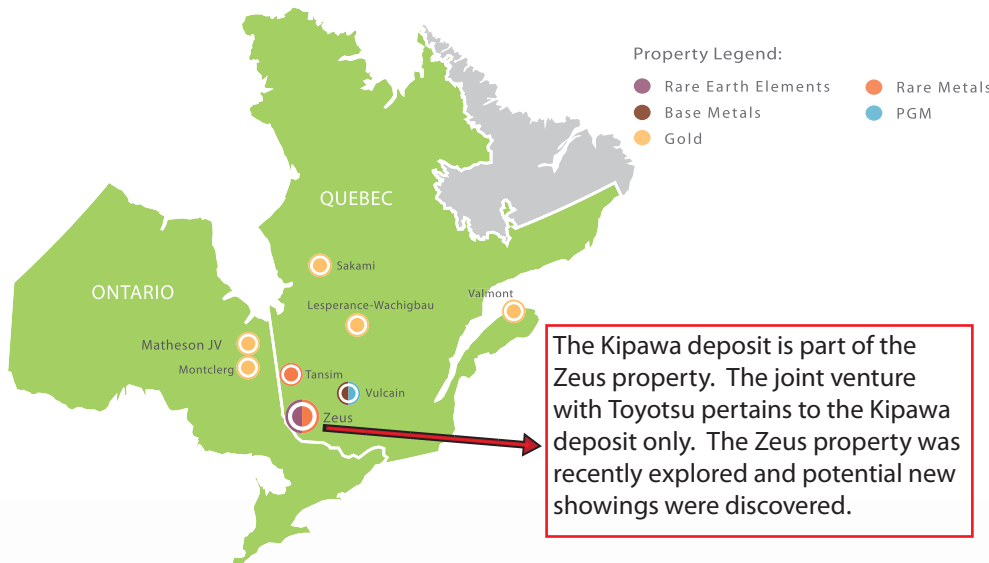 Property Legend:
Rare Earth Elements
Rare Metals
Base Metals
PGM
Gold
QUEBEC
ONTARIO
Sakami
Valmont
Lesperance-Wachigbau
Matheson JV
Montclerg
Tansim
Vulcain
Zeus
The Kipawa deposit is part of the
Zeus property. The joint venture
with Toyotsu pertains to the Kipawa
deposit only. The Zeus property was
recently explored and potential new
showings were discovered.